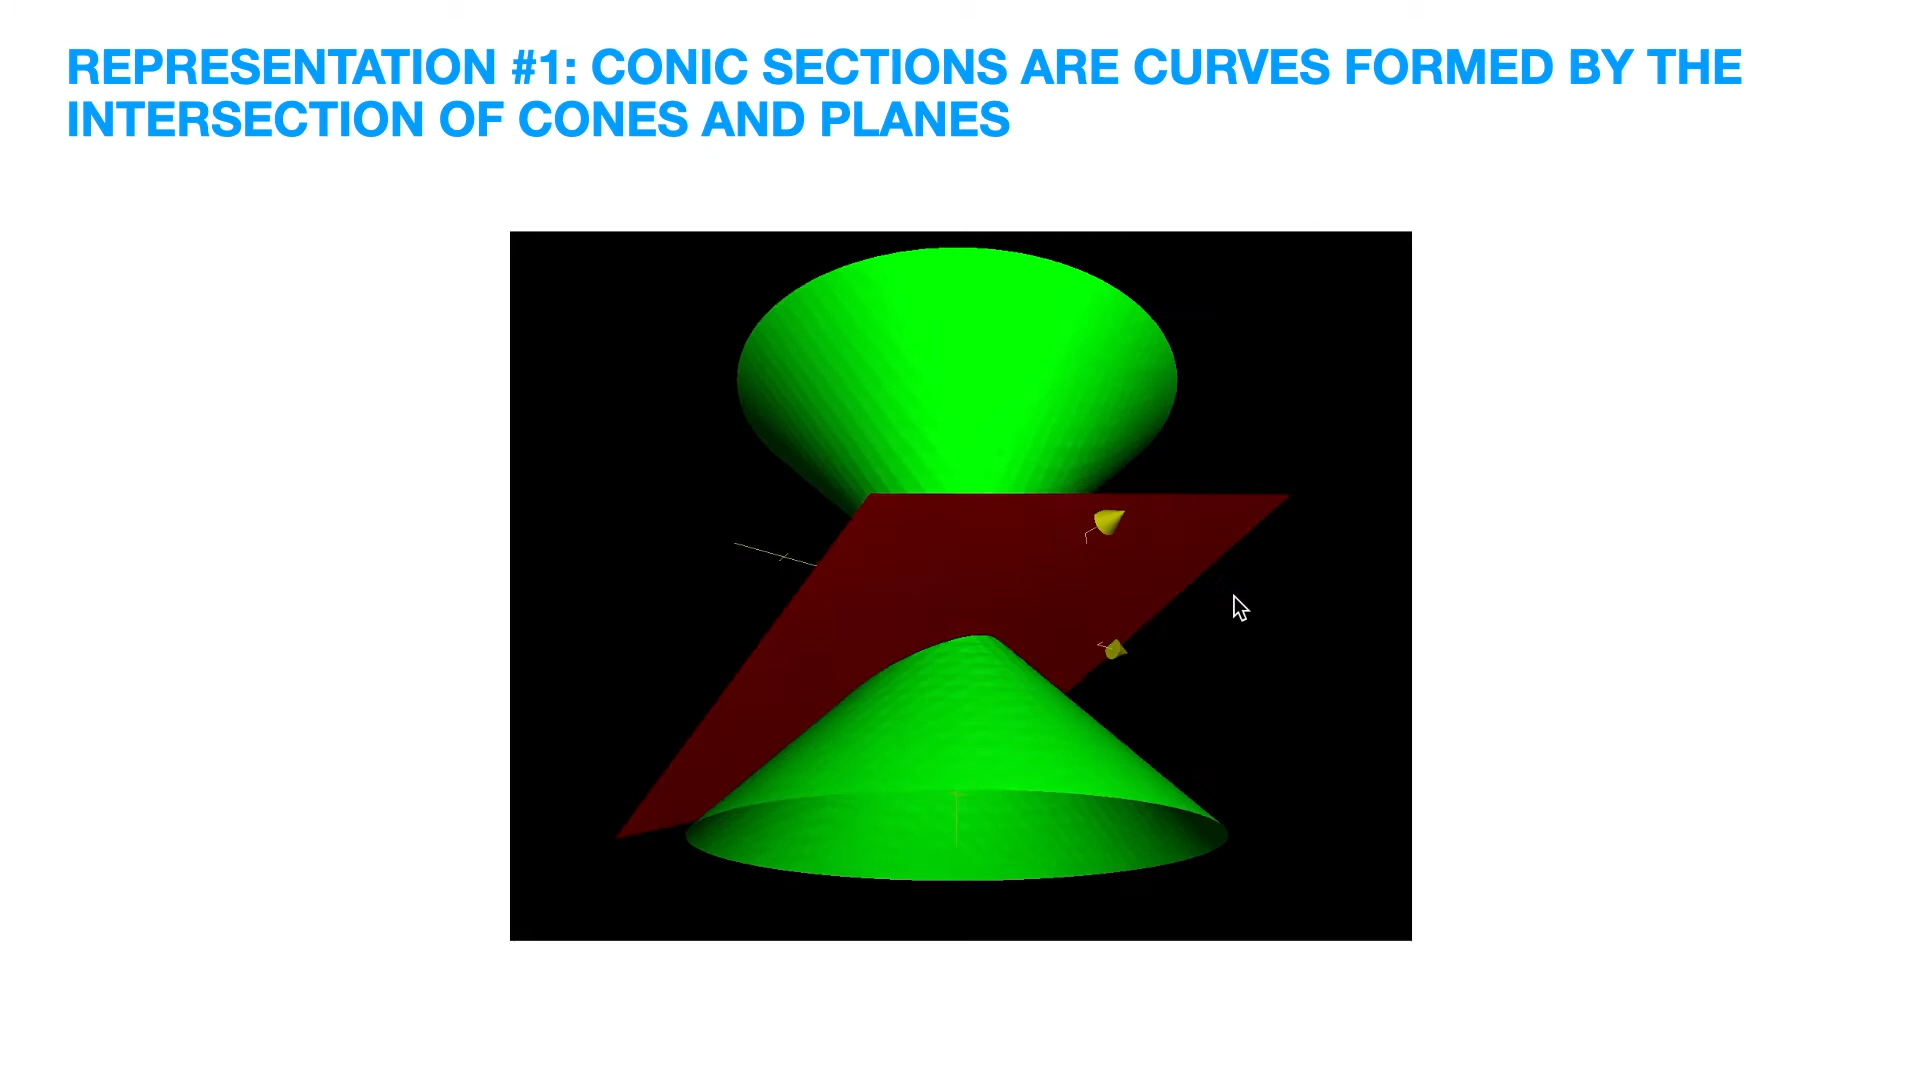 REPRESENTATION #1: CONIC SECTIONS ARE CURVES FORMED BY THE
INTERSECTION OF CONES AND PLANES